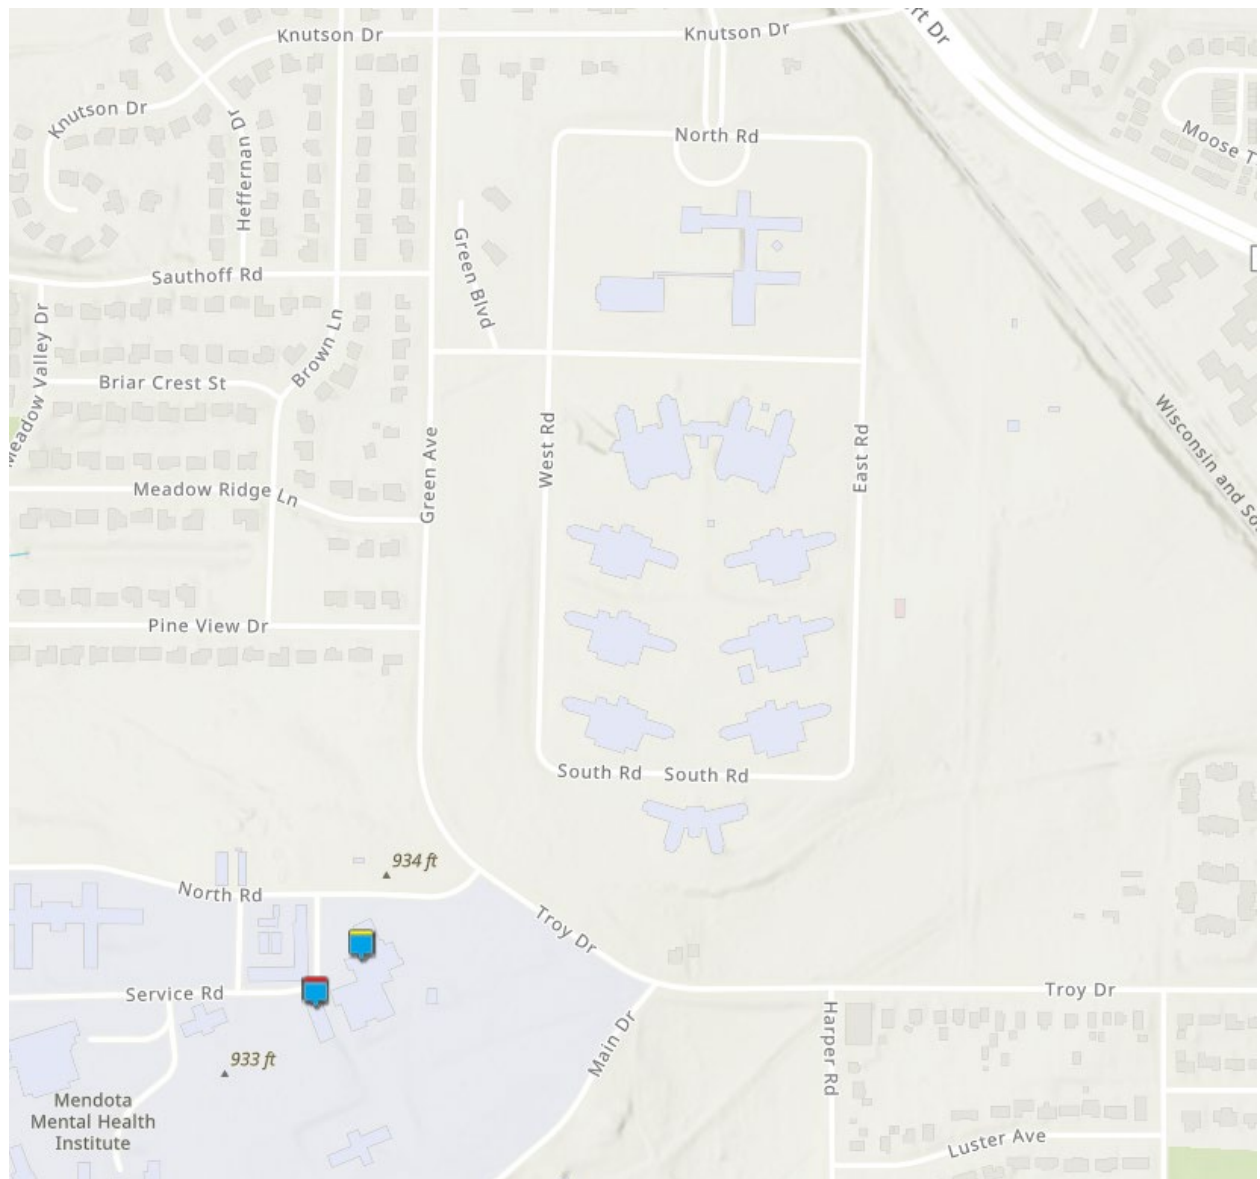 Knutson Dr
Knutson Dr
rt Dr
Knutson Dr
North Rd
Moose T
Heffernan Dr
Green Blvd
Sauthoff Rd
Meadow Valley Dr
Brown Ln
Briar Crest St
Green Ave
West Rd
East Rd
Wisconsin and So
Meadow Ridge Ln
Pine View Dr
South Rd
South Rd
934 ft
North Rd
Troy Dr
Service Rd
Troy Dr
Main Dr
Harper Rd
933 ft
Mendota
Mental Health
Institute
Luster Ave